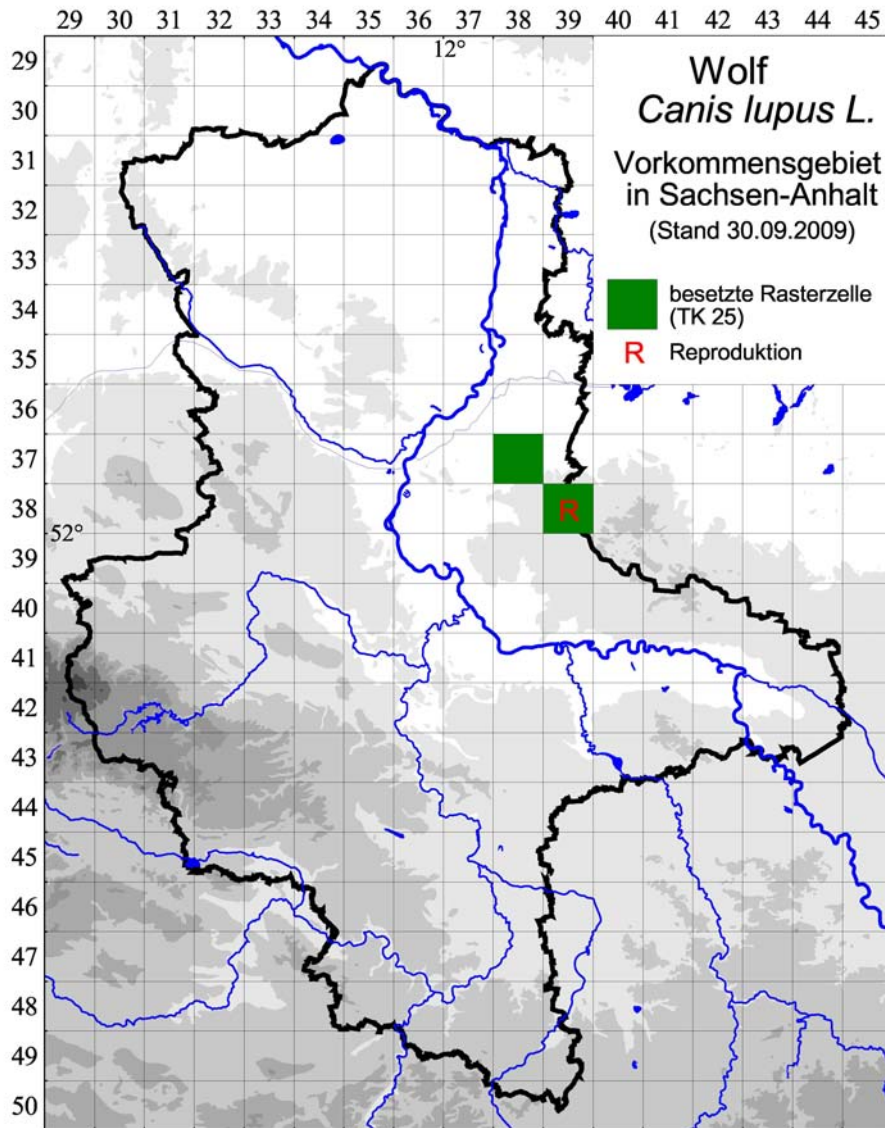 29 30 31 32 33 34 35 36 37 38 39 40 41 42 43 44 45
12°
Wolf
Canis lupus L.
Vorkommensgebiet
in Sachsen-Anhalt
(Stand 30.09.2009)
besetzte Rasterzelle
(TK 25)
R Reproduktion
29
30
31
32
33
34
35
36
37
38
R
52°
39
40
41
42
43
44
45
46
47
48
49
50